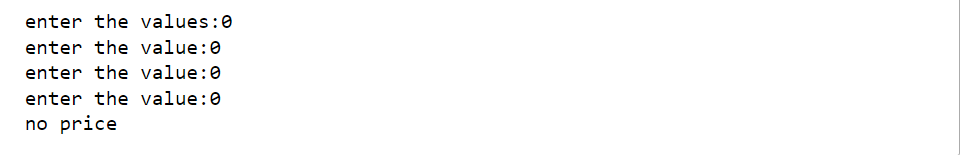 enter the values:0
enter the value:0
enter the value:0
enter the value:0
no price